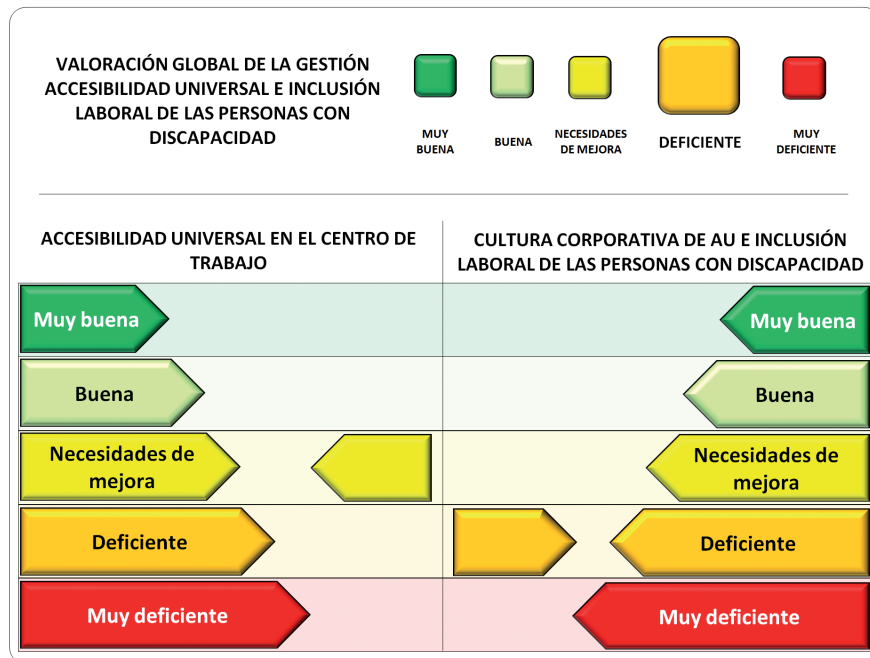 VALORACIÓN GLOBAL DE LA GESTIÓN
ACCESIBILIDAD UNIVERSAL E INCLUSIÓN
LABORAL DE LAS PERSONAS CON
DISCAPACIDAD
MUY
BUENA
BUENA
NECESIDADES
DE MEJORA
DEFICIENTE
MUY
DEFICIENTE
ACCESIBILIDAD UNIVERSAL EN EL CENTRO DE
TRABAJO
CULTURA CORPORATIVA DE AU E INCLUSIÓN
LABORAL DE LAS PERSONAS CON DISCAPACIDAD
Muy buena
Muy buena
Buena
Buena
Necesidades de
mejora
Necesidades de
mejora
Deficiente
Deficiente
Muy deficiente
Muy deficiente